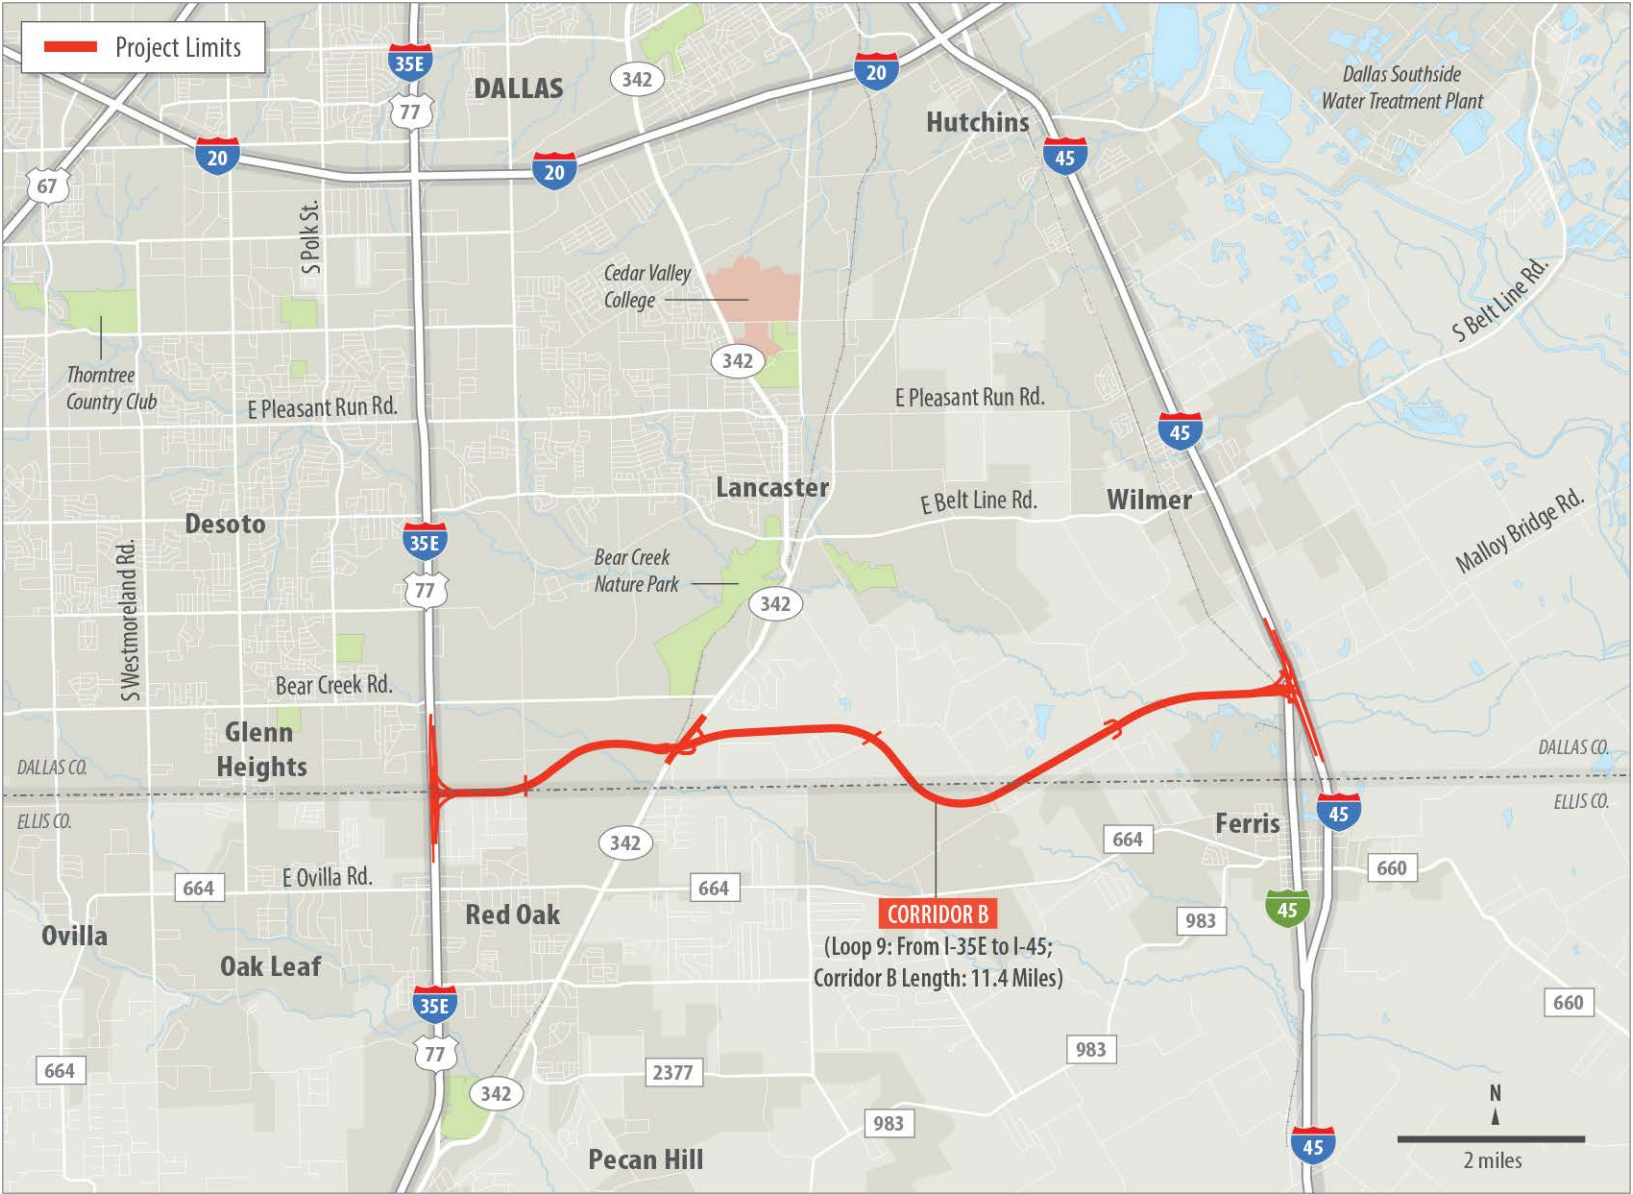 Project Limits
35E
77
DALLAS
342
20
Hutchins
Dallas Southside
Water Treatment Plant
20
20
45
67
S Polk St.
Cedar Valley
College
S Belt Line Rd.
342
Thorntree
Country Club
E Pleasant Run Rd.
E Pleasant Run Rd.
45
Lancaster
E Belt Line Rd.
Wilmer
Desoto
35E
Malloy Bridge Rd.
S Westmoreland Rd.
Bear Creek
Nature Park
77
342
Bear Creek Rd.
Glenn
Heights
DALLAS CO.
DALLAS CO.
ELLIS CO.
ELLIS CO.
45
Ferris
342
664
660
E Ovilla Rd.
664
664
Red Oak
CORRIDOR B
(Loop 9: From I-35E to I-45;
Corridor B Length: 11.4 Miles)
983
45
Ovilla
Oak Leaf
35E
660
77
983
664
2377
342
983
N
2 miles
45
Pecan Hill